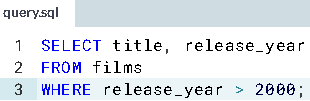 query.sql
1 SELECT title, release_year
2 FROM films
3 WHERE release_year > 2000;